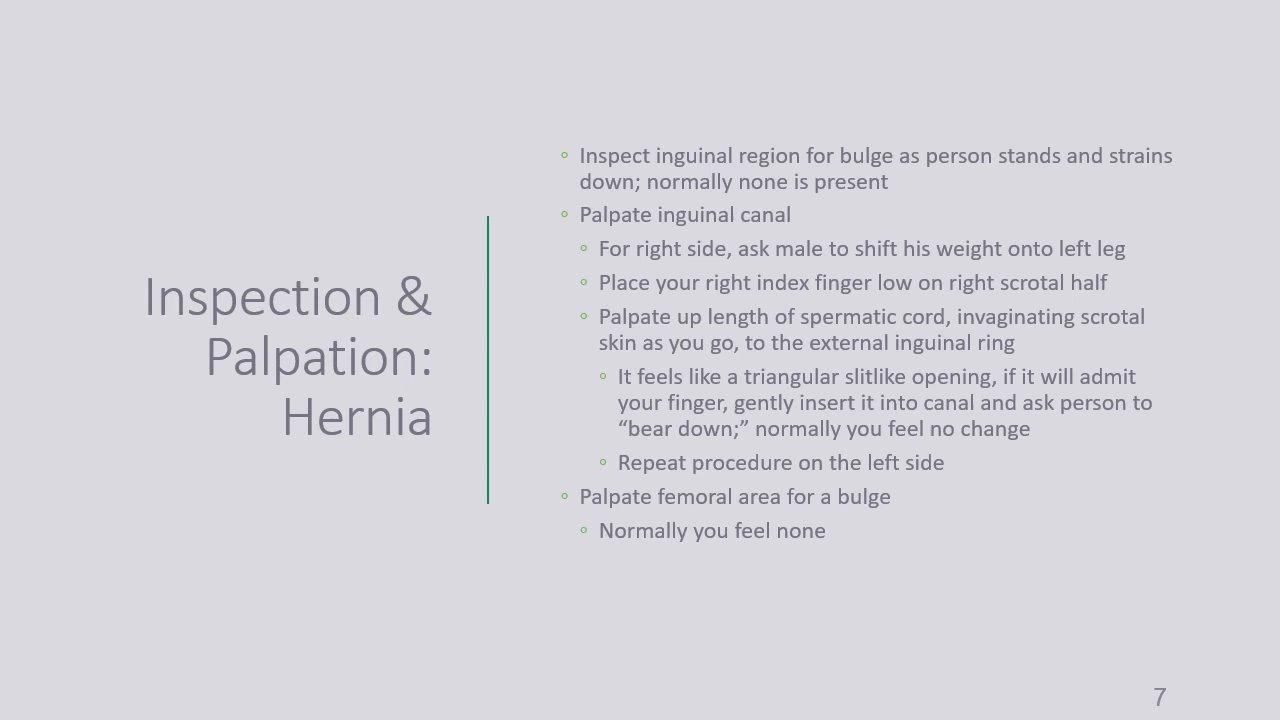 Inspection &
Palpation:
Hernia
◦ Inspect inguinal region for bulge as person stands and strains
down; normally none is present
◦ Palpate inguinal canal
◦ For right side, ask male to shift his weight onto left leg
◦ Place your right index finger low on right scrotal half
◦ Palpate up length of spermatic cord, invaginating scrotal
skin as you go, to the external inguinal ring
◦ It feels like a triangular slitlike opening, if it will admit
your finger, gently insert it into canal and ask person to
“bear down;” normally you feel no change
◦ Repeat procedure on the left side
◦ Palpate femoral area for a bulge
◦ Normally you feel none
7